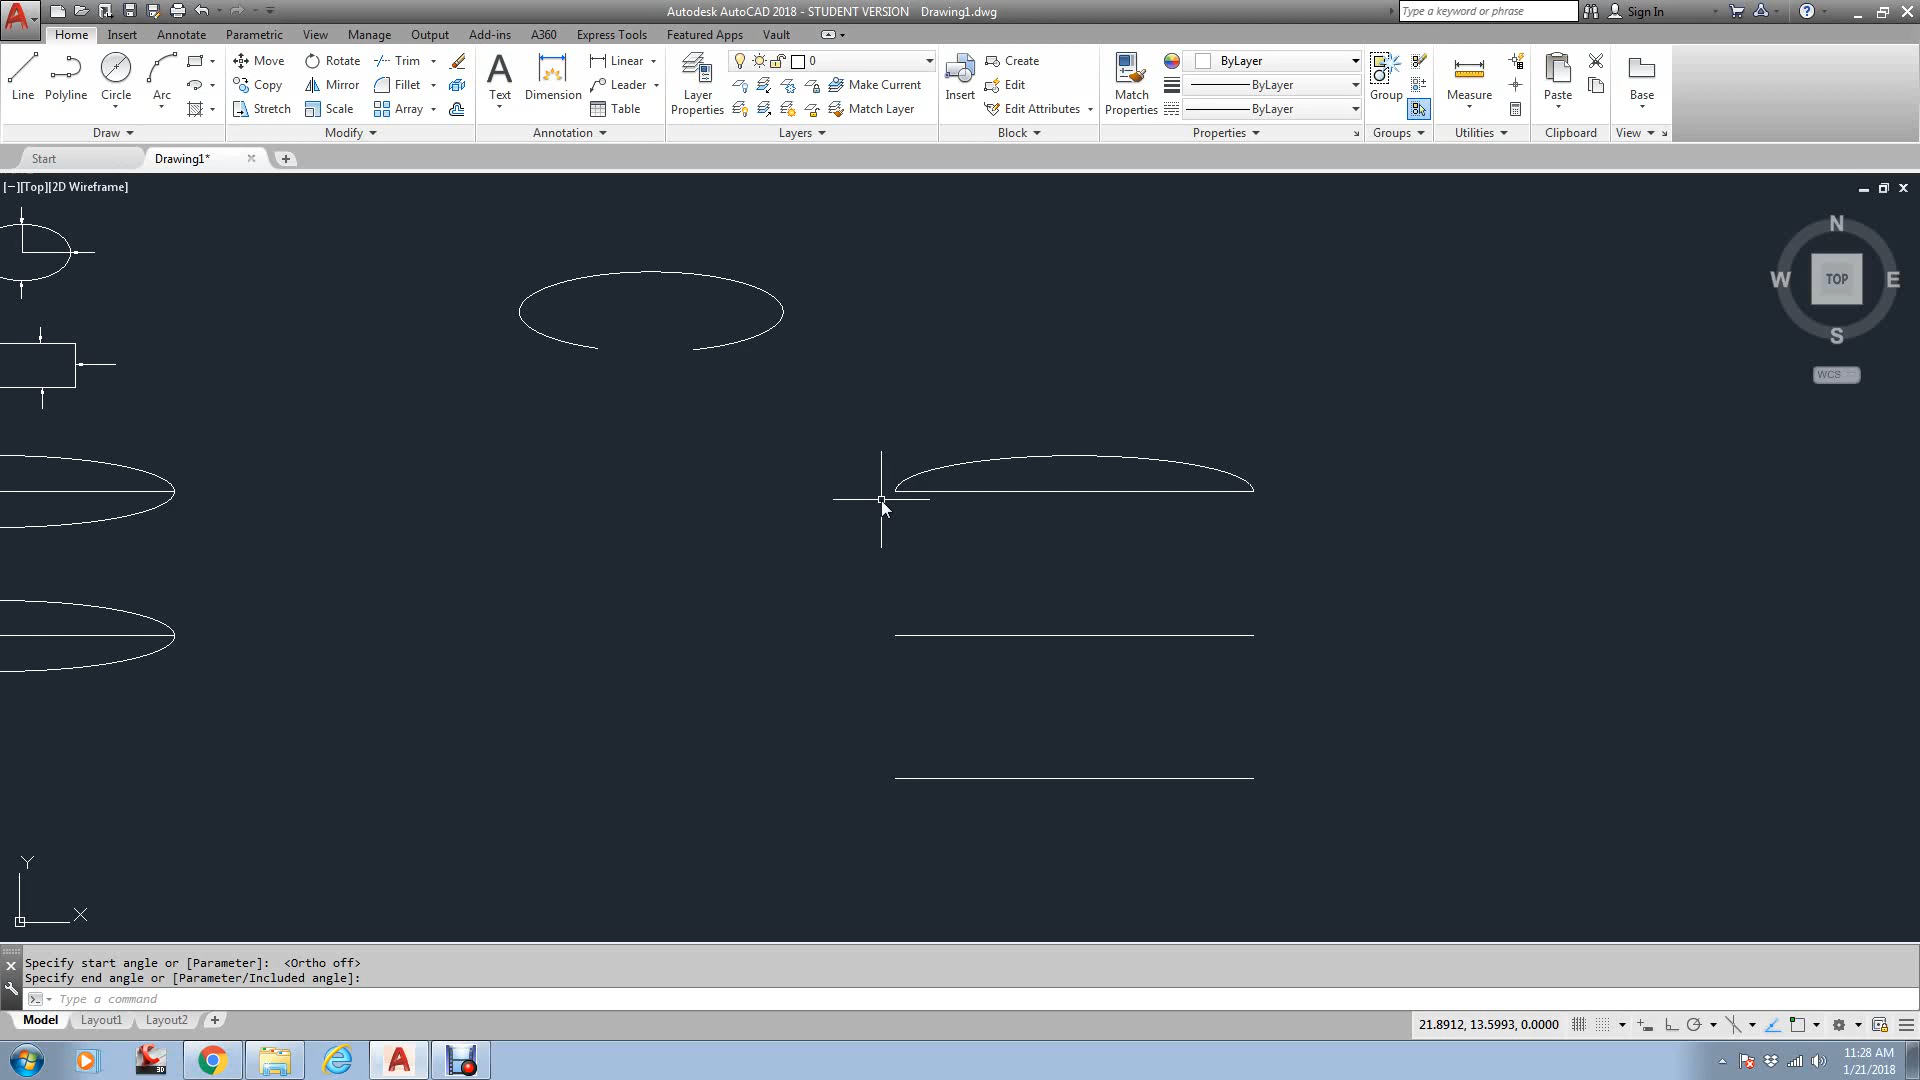 Autodesk AutoCAD 2018 - STUDENT VERSION Drawing1.dwg
Type a keyword or phrase
Sign In
Home Insert Annotate Parametric View Manage Output Add-ins A360 Express Tools Featured Apps Vault
Line Polyline Circle Arc
Move Rotate Trim
Copy Mirror Fillet
Stretch Scale Array
Text Dimension
Linear
Leader
Table
Layer Properties
0
Make Current
Match Layer
Insert
Create
Edit
Edit Attributes
Match Properties
ByLayer
ByLayer
ByLayer
Group
Measure
Paste
Base
Draw Modify Annotation Layers Block Properties Groups Utilities Clipboard View
Start Drawing1*
[−][Top][2D Wireframe]
N
W TOP E
S
WCS
Y
X
Specify start angle or [Parameter]: <Ortho off>
Specify end angle or [Parameter/Included angle]:
Type a command
Model Layout1 Layout2
21.8912, 13.5993, 0.0000
3D
11:28 AM
1/21/2018